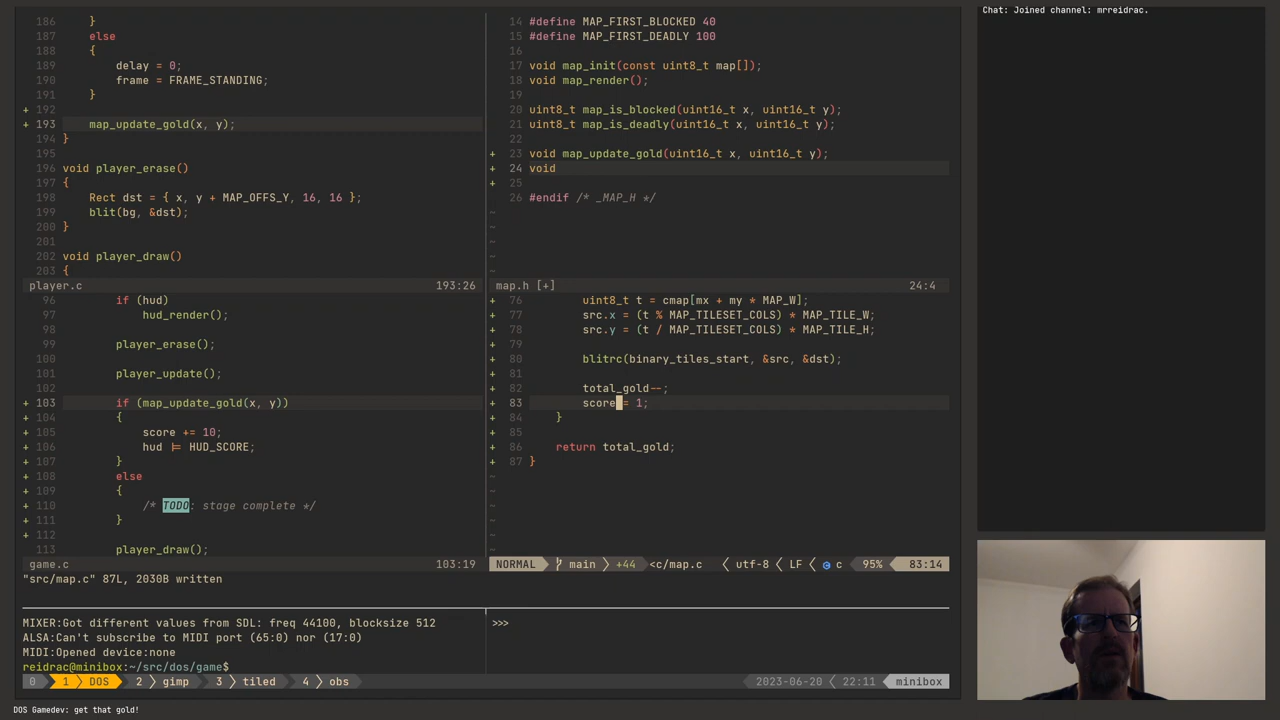 186     }
187     else
188     {
189         delay = 0;
190         frame = FRAME_STANDING;
191     }
+ 192
+ 193     map_update_gold(x, y);
194 }
195
196 void player_erase()
197 {
198     Rect dst = { x, y + MAP_OFFS_Y, 16, 16 };
199     blit(bg, &dst);
200 }
201
202 void player_draw()
203 {
player.c 193:26
96         if (hud)
97             hud_render();
98
99         player_erase();
100
101         player_update();
102
+ 103         if (map_update_gold(x, y))
+ 104         {
+ 105             score += 10;
+ 106             hud |= HUD_SCORE;
+ 107         }
+ 108         else
+ 109         {
+ 110             /* TODO: stage complete */
+ 111         }
+ 112
113         player_draw();
game.c 103:19
14 #define MAP_FIRST_BLOCKED 40
15 #define MAP_FIRST_DEADLY 100
16
17 void map_init(const uint8_t map[]);
18 void map_render();
19
20 uint8_t map_is_blocked(uint16_t x, uint16_t y);
21 uint8_t map_is_deadly(uint16_t x, uint16_t y);
22
+ 23 void map_update_gold(uint16_t x, uint16_t y);
+ 24 void
+ 25
26 #endif /* _MAP_H */
~
~
~
~
~
map.h [+] 24:4
+ 76         uint8_t t = cmap[mx + my * MAP_W];
+ 77         src.x = (t % MAP_TILESET_COLS) * MAP_TILE_W;
+ 78         src.y = (t / MAP_TILESET_COLS) * MAP_TILE_H;
+ 79
+ 80         blitrc(binary_tiles_start, &src, &dst);
+ 81
+ 82         total_gold--;
+ 83         score = 1;
+ 84     }
+ 85
+ 86     return total_gold;
+ 87 }
~
~
~
~
~
~
NORMAL main +44 <c/map.c utf-8 LF c 95% 83:14
"src/map.c" 87L, 2030B written
MIXER:Got different values from SDL: freq 44100, blocksize 512
ALSA:Can't subscribe to MIDI port (65:0) nor (17:0)
MIDI:Opened device:none
reidrac@minibox:~/src/dos/game$
>>>
0 1 DOS 2 gimp 3 tiled 4 obs 2023-06-20 22:11 minibox
DOS Gamedev: get that gold!
Chat: Joined channel: mrreidrac.